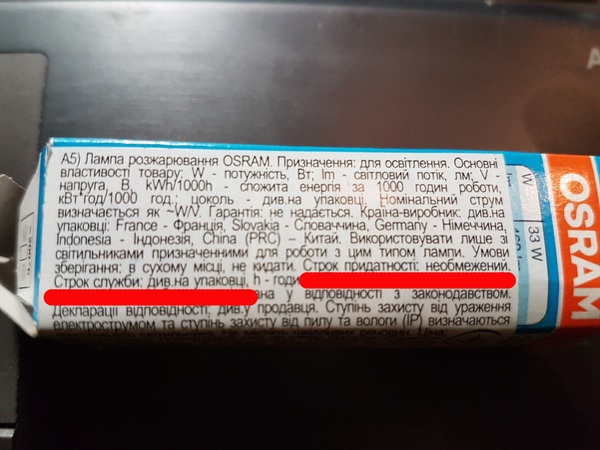 А5) Лампа розжарювання OSRAM. Призначення: для освітлення. Основні
властивості товару: W - потужність, Вт; lm - світловий потік, лм; V -
напруга, В, kWh/1000h - спожита енергія за 1000 годин роботи,
кВт*год/1000 год.; цоколь - див.на упаковці. Номінальний струм
визначається як ~W/V. Гарантія: не надається. Країна-виробник: див.на
упаковці: France - Франція, Slovakia - Словаччина, Germany - Німеччина,
Indonesia - Індонезія, China (PRC) – Китай. Використовувати лише зі
світильниками призначеними для роботи з цим типом лампи. Умови
зберігання: в сухому місці, не кидати. Строк придатності: необмежений.
Строк служби: див.на упаковці, h - годи
на у відповідності з законодавством.
Декларації відповідності, див.у продавця. Ступінь захисту від ураження
електрострумом та ступінь захисту від пилу та вологи (IP) визначаються
W
33 W
OSRAM